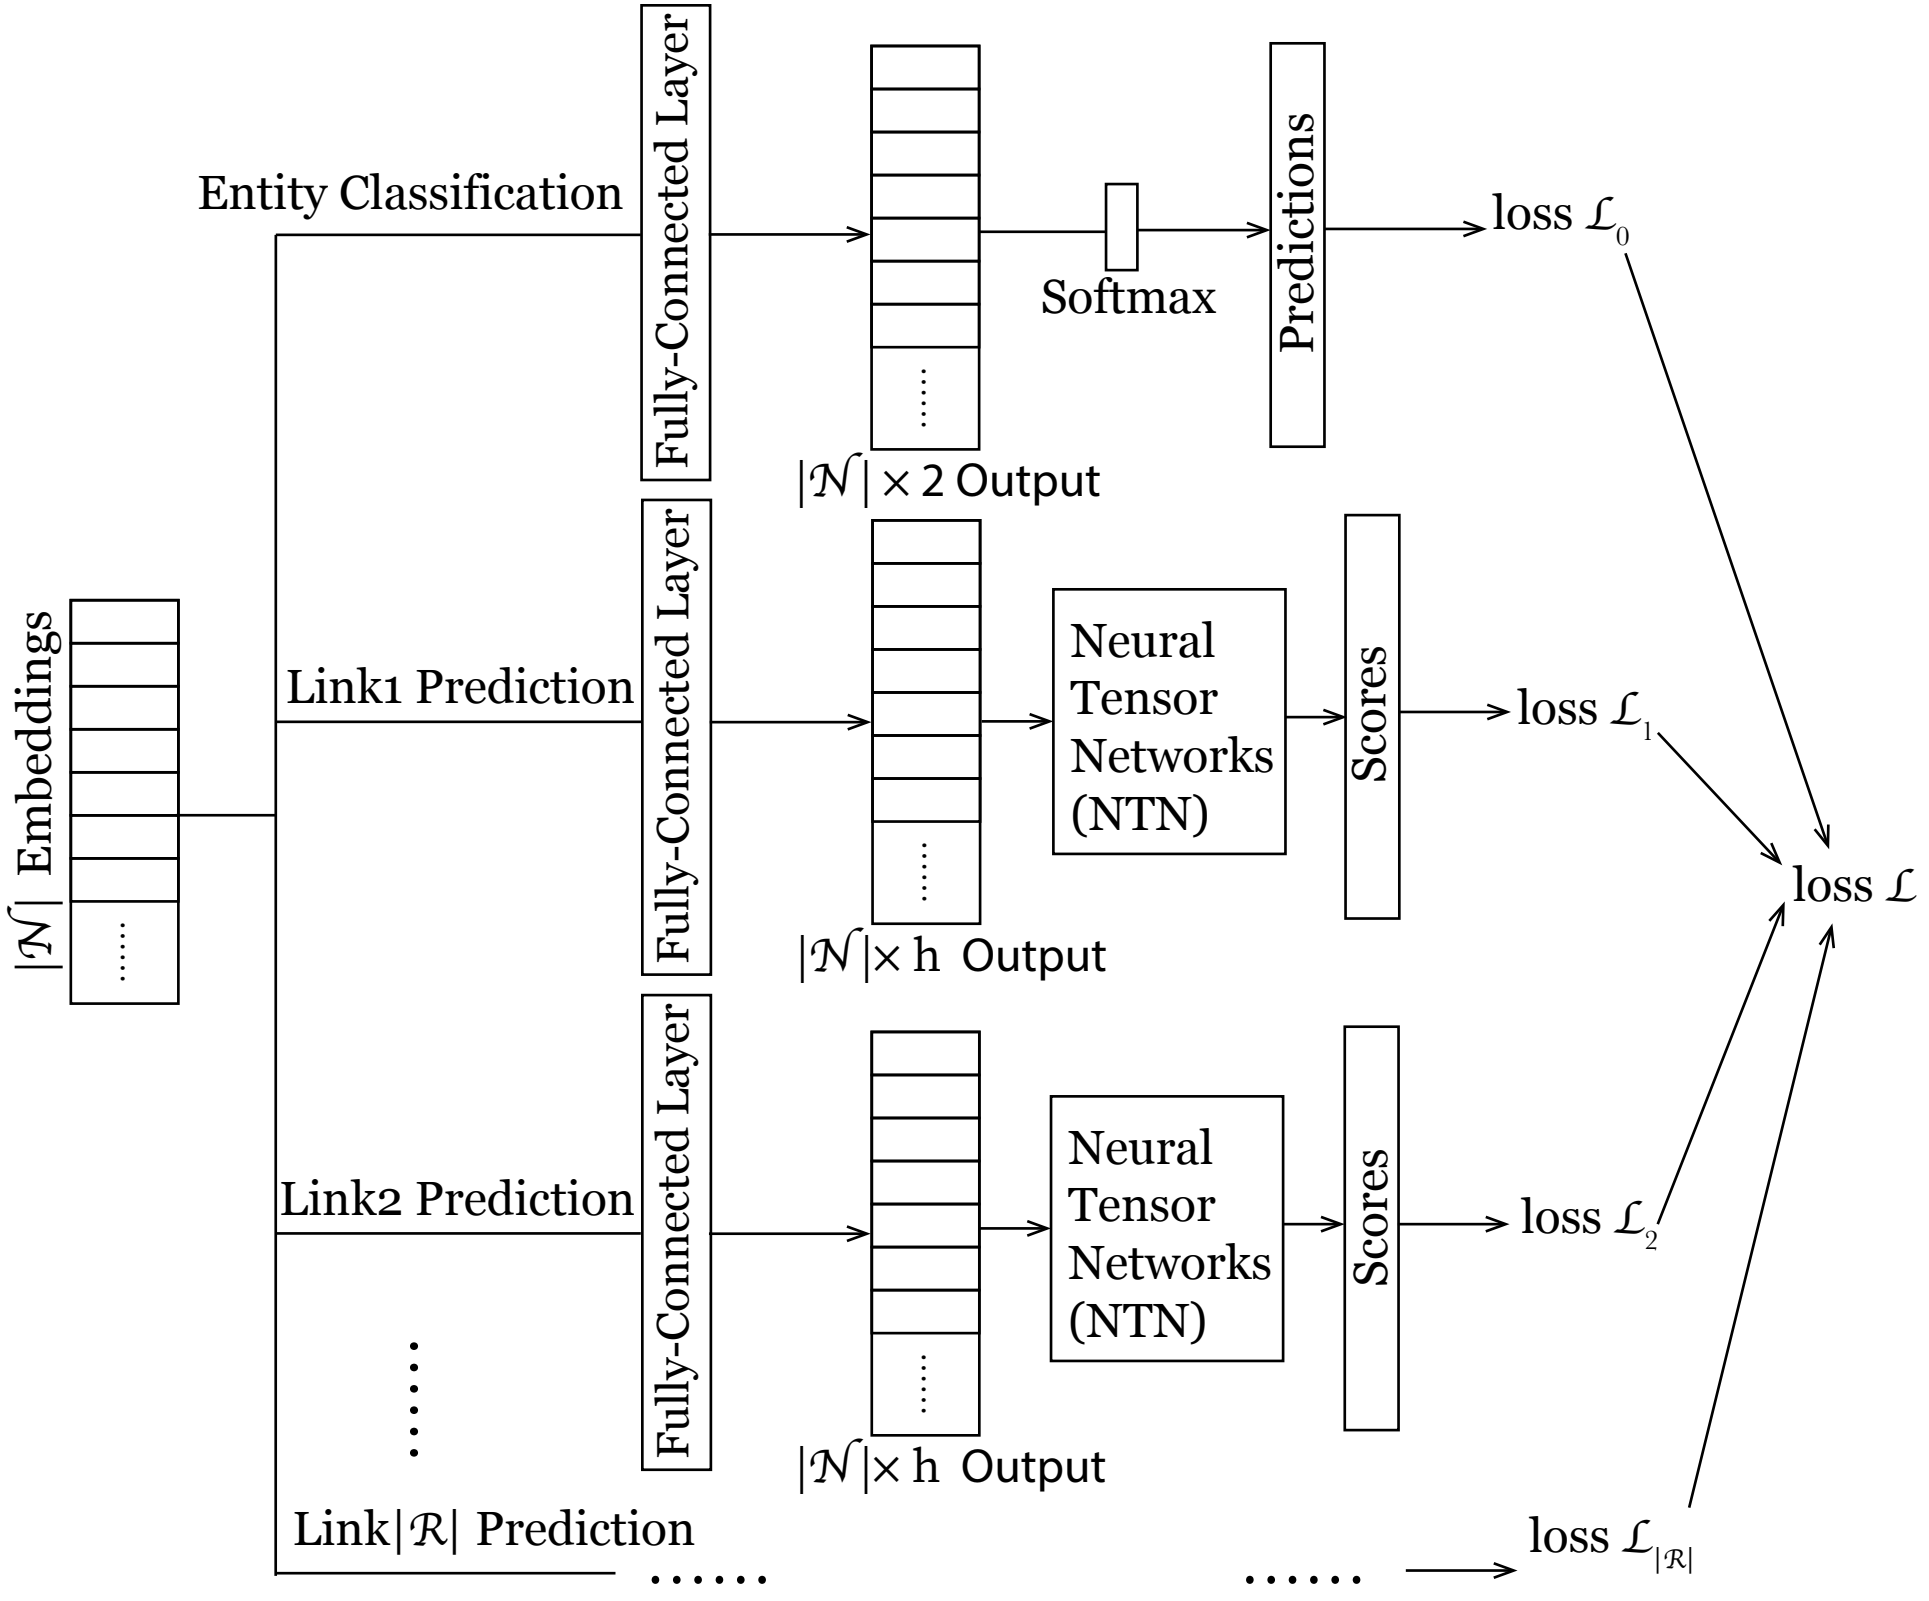 |𝒩| Embeddings
Entity Classification
Fully-Connected Layer
|𝒩| × 2 Output
Softmax
Predictions
loss ℒ₀
Link1 Prediction
Fully-Connected Layer
|𝒩| × h Output
Neural
Tensor
Networks
(NTN)
Scores
loss ℒ₁
loss ℒ
Link2 Prediction
Fully-Connected Layer
|𝒩| × h Output
Neural
Tensor
Networks
(NTN)
Scores
loss ℒ₂
Link|ℛ| Prediction
......
......
loss ℒ|ℛ|